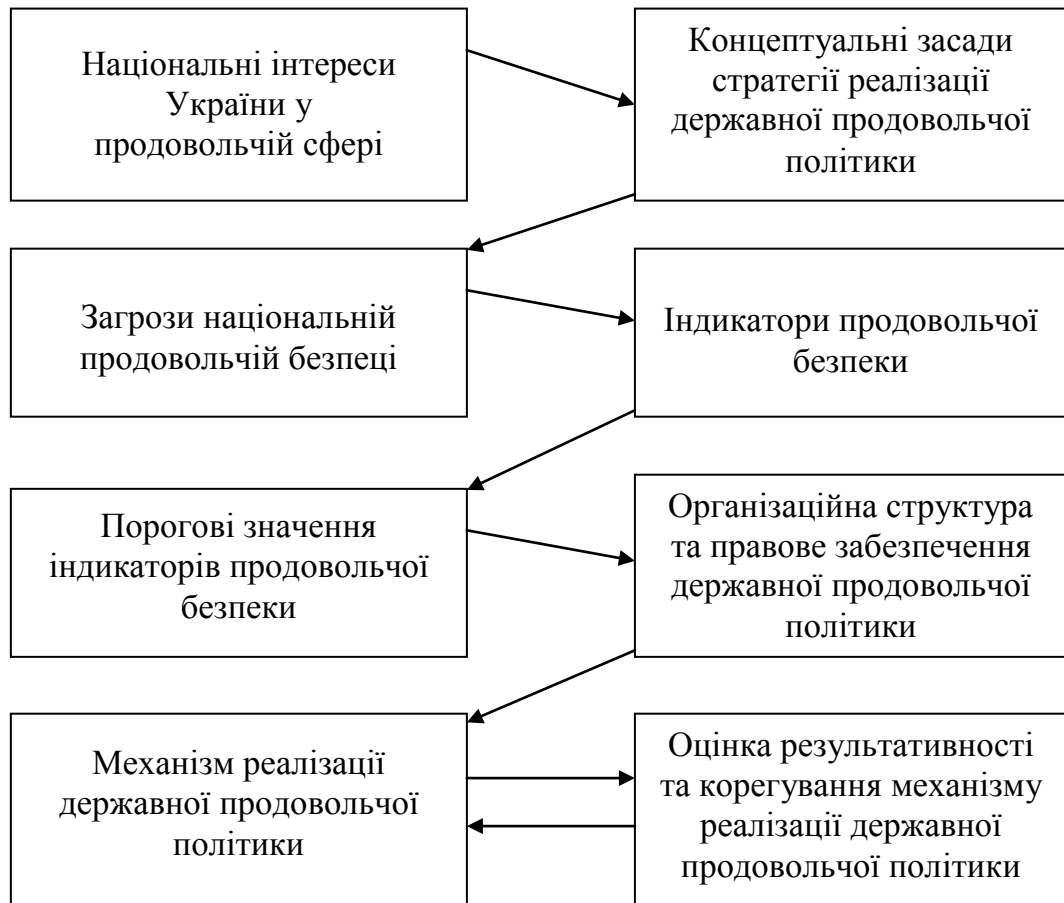 Національні інтереси
України у
продовольчій сфері
Концептуальні засади
стратегії реалізації
державної продовольчої
політики
Загрози національній
продовольчій безпеці
Індикатори продовольчої
безпеки
Порогові значення
індикаторів продовольчої
безпеки
Організаційна структура
та правове забезпечення
державної продовольчої
політики
Механізм реалізації
державної продовольчої
політики
Оцінка результативності
та корегування механізму
реалізації державної
продовольчої політики